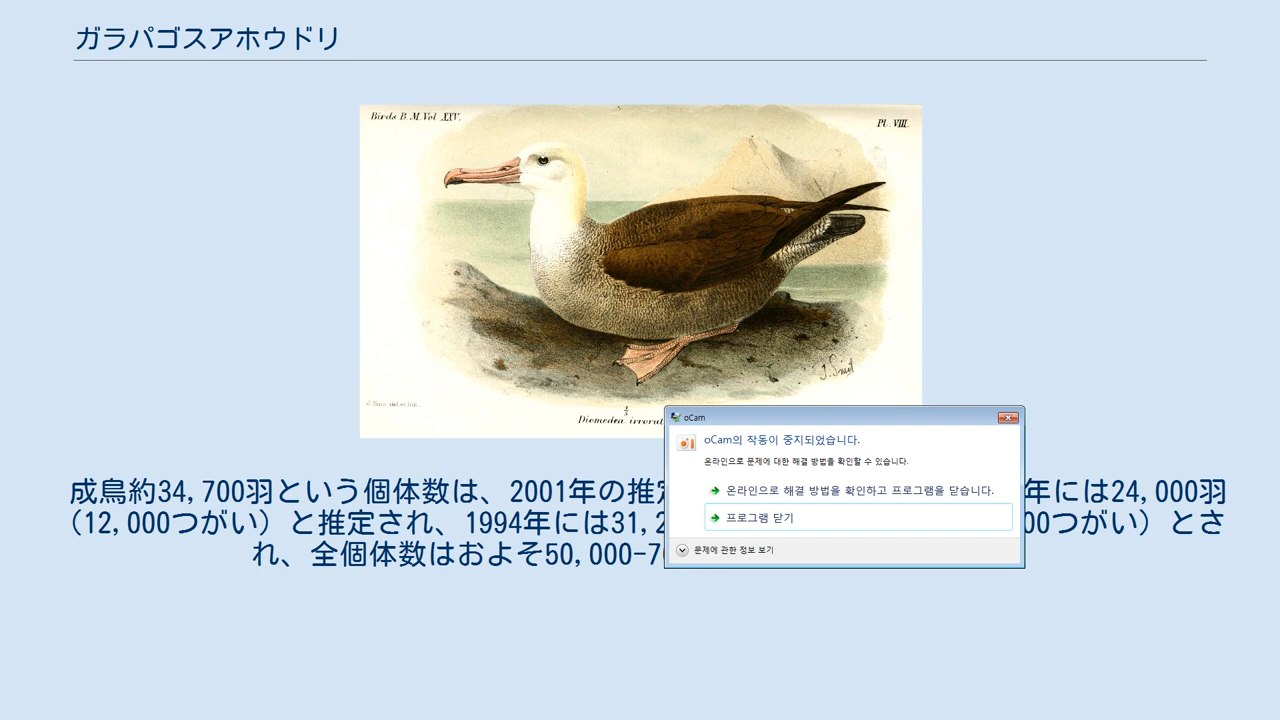 ガラパゴスアホウドリ
Birds B.M.Vol XXV.
Pl. VIII.
J. Smit
J. Smit del. et lith.
Diomedea irrorat
oCam
oCam의 작동이 중지되었습니다.
온라인으로 문제에 대한 해결 방법을 확인할 수 있습니다.
온라인으로 해결 방법을 확인하고 프로그램을 닫습니다.
프로그램 닫기
문제에 관한 정보 보기
成鳥約34,700羽という個体数は、2001年の推 年には24,000羽
(12,000つがい) と推定され、1994年には31,2 00つがい) とさ
れ、全個体数はおよそ50,000-7